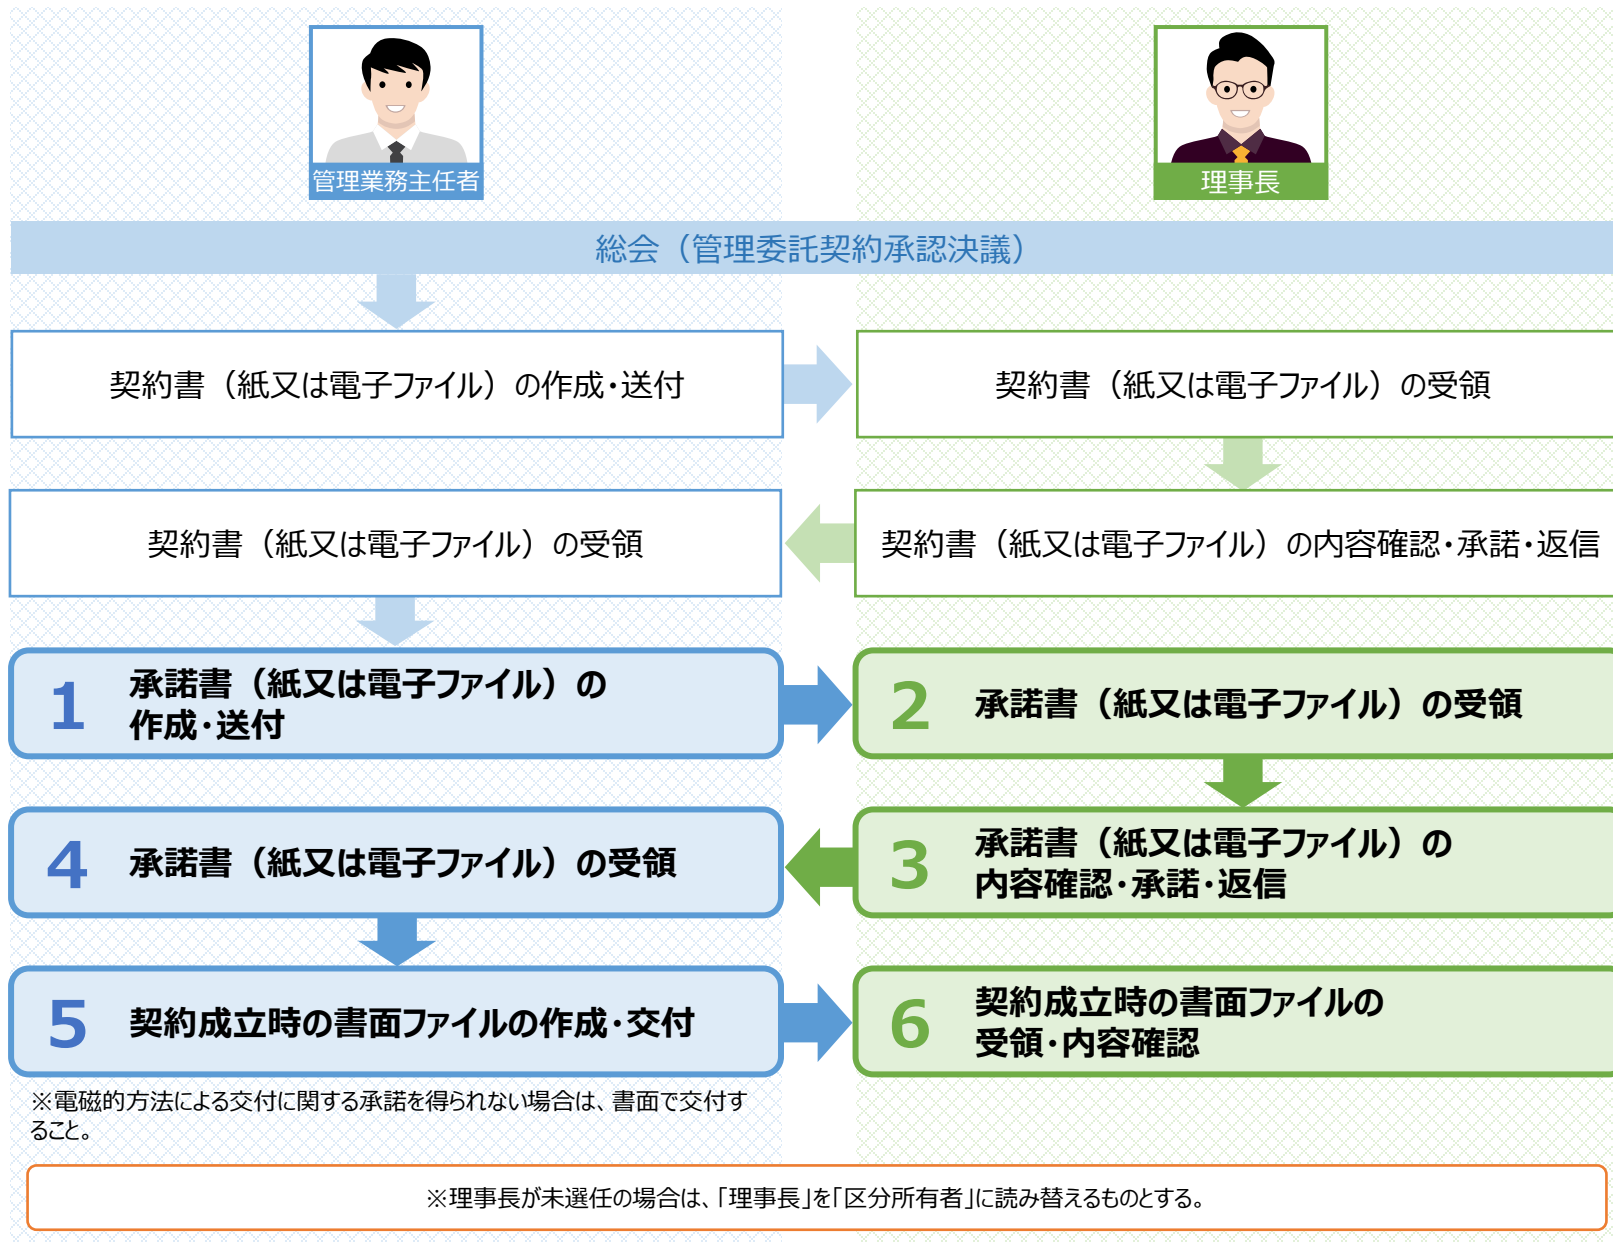 管理業務主任者
理事長
総会（管理委託契約承認決議）
契約書（紙又は電子ファイル）の作成・送付
契約書（紙又は電子ファイル）の受領
契約書（紙又は電子ファイル）の受領
契約書（紙又は電子ファイル）の内容確認・承諾・返信
1
承諾書（紙又は電子ファイル）の
作成・送付
2
承諾書（紙又は電子ファイル）の受領
4
承諾書（紙又は電子ファイル）の受領
3
承諾書（紙又は電子ファイル）の
内容確認・承諾・返信
5
契約成立時の書面ファイルの作成・交付
6
契約成立時の書面ファイルの
受領・内容確認
※電磁的方法による交付に関する承諾を得られない場合は、書面で交付す
ること。
※理事長が未選任の場合は、「理事長」を「区分所有者」に読み替えるものとする。